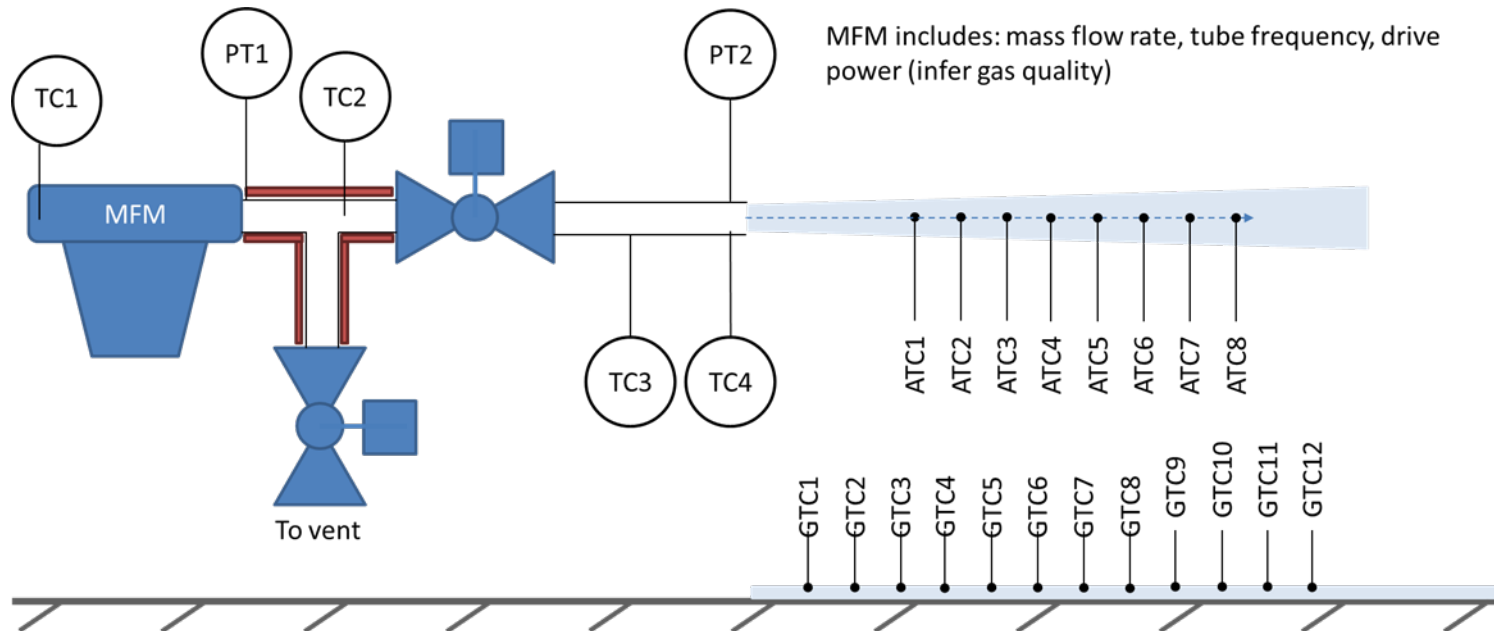 PT1
PT2
MFM includes: mass flow rate, tube frequency, drive
power (infer gas quality)
TC1
TC2
MFM
TC3
TC4
ATC1
ATC2
ATC3
ATC4
ATC5
ATC6
ATC7
ATC8
To vent
GTC1
GTC2
GTC3
GTC4
GTC5
GTC6
GTC7
GTC8
GTC9
GTC10
GTC11
GTC12